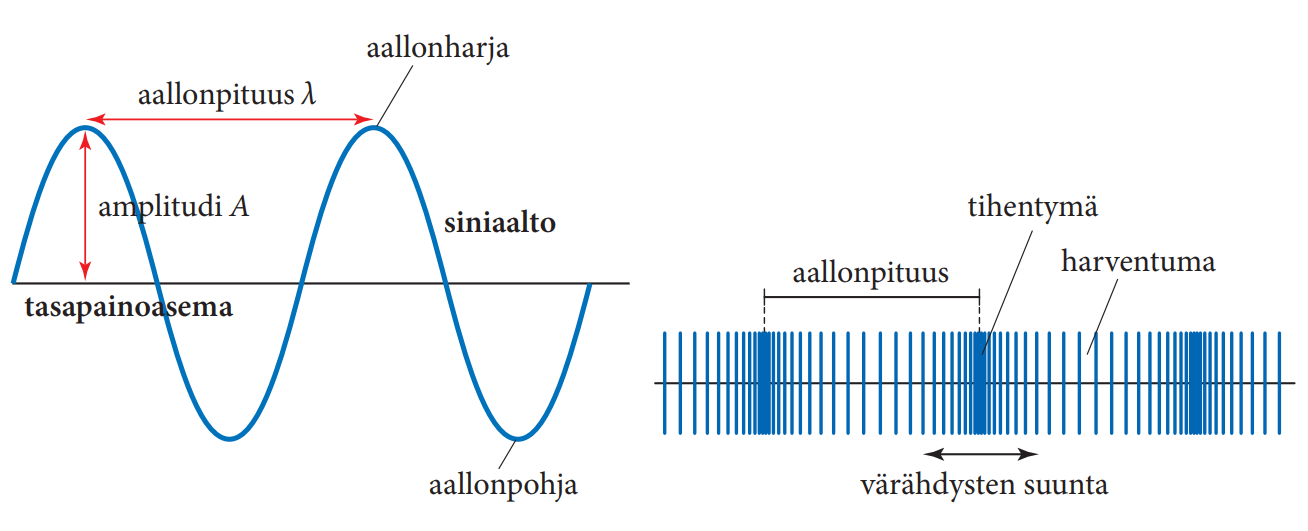 aallonharja
aallonpituus λ
amplitudi A
siniaalto
tasapainoasema
aallonpohja
tihentymä
harventuma
aallonpituus
värähdysten suunta